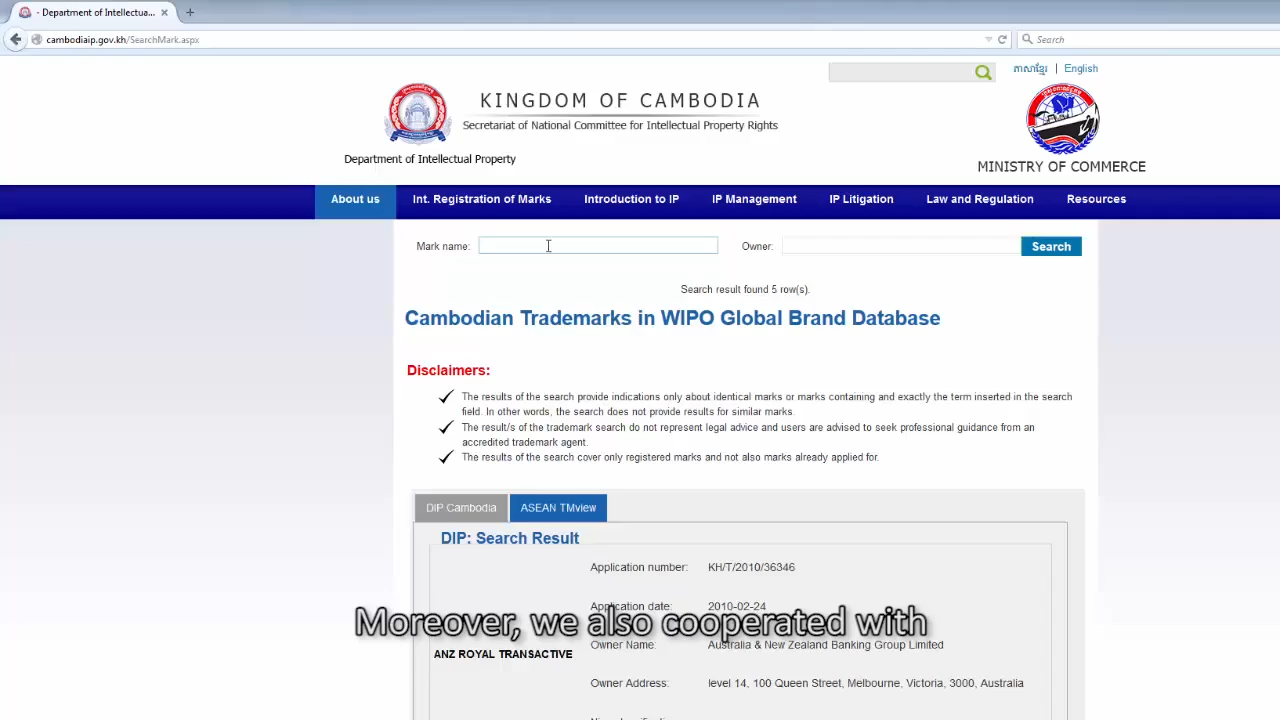 - Department of Intellectua...
cambodiaip.gov.kh/SearchMark.aspx
Search
ភាសាខ្មែរ | English
KINGDOM OF CAMBODIA
Secretariat of National Committee for Intellectual Property Rights
Department of Intellectual Property
MINISTRY OF COMMERCE
About us Int. Registration of Marks Introduction to IP IP Management IP Litigation Law and Regulation Resources
Mark name: Owner: Search
Search result found 5 row(s).
Cambodian Trademarks in WIPO Global Brand Database
Disclaimers:
The results of the search provide indications only about identical marks or marks containing and exactly the term inserted in the search
field. In other words, the search does not provide results for similar marks.
The result/s of the trademark search do not represent legal advice and users are advised to seek professional guidance from an
accredited trademark agent.
The results of the search cover only registered marks and not also marks already applied for.
DIP Cambodia ASEAN TMview
DIP: Search Result
Application number: KH/T/2010/36346
Application date: 2010-02-24
Moreover, we also cooperated with
Owner Name: Australia & New Zealand Banking Group Limited
ANZ ROYAL TRANSACTIVE
Owner Address: level 14, 100 Queen Street, Melbourne, Victoria, 3000, Australia